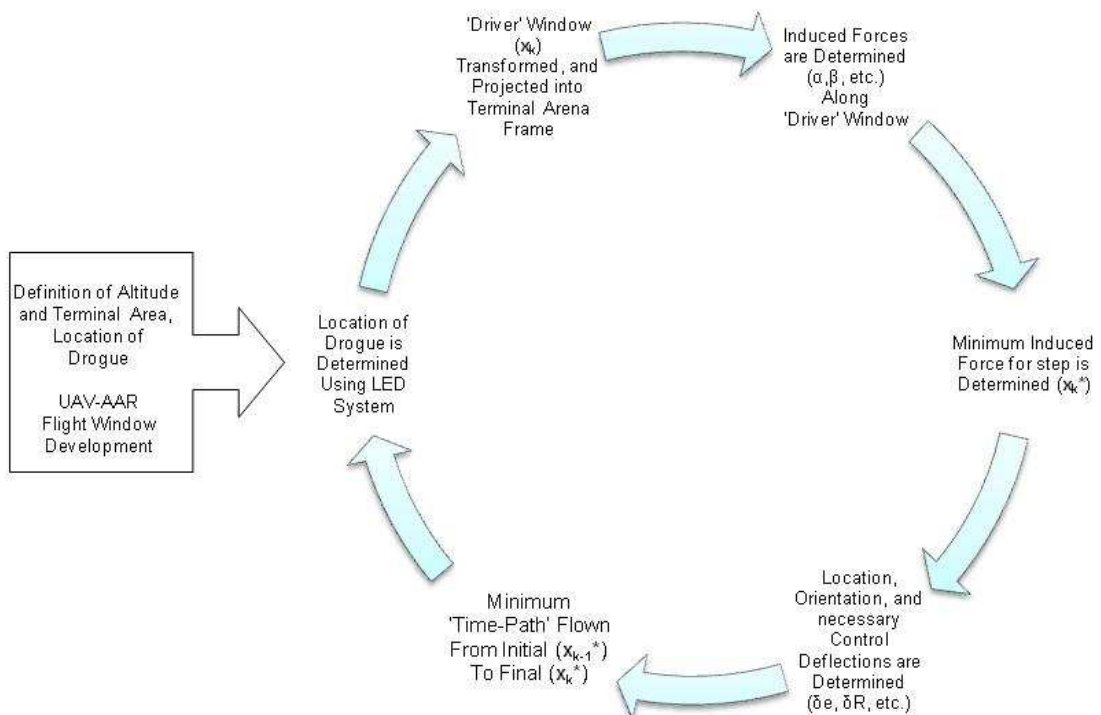 Definition of Altitude
and Terminal Area,
Location of
Drogue
UAV-AAR
Flight Window
Development
Location of
Drogue is
Determined
Using LED
System
'Driver' Window
(xₖ)
Transformed, and
Projected into
Terminal Arena
Frame
Induced Forces
are Determined
(α,β, etc.)
Along
'Driver' Window
Minimum Induced
Force for step is
Determined (xₖ*)
Location,
Orientation, and
necessary
Control
Deflections are
Determined
(δe, δR, etc.)
Minimum
'Time-Path' Flown
From Initial (xₖ₋₁*)
To Final (xₖ*)